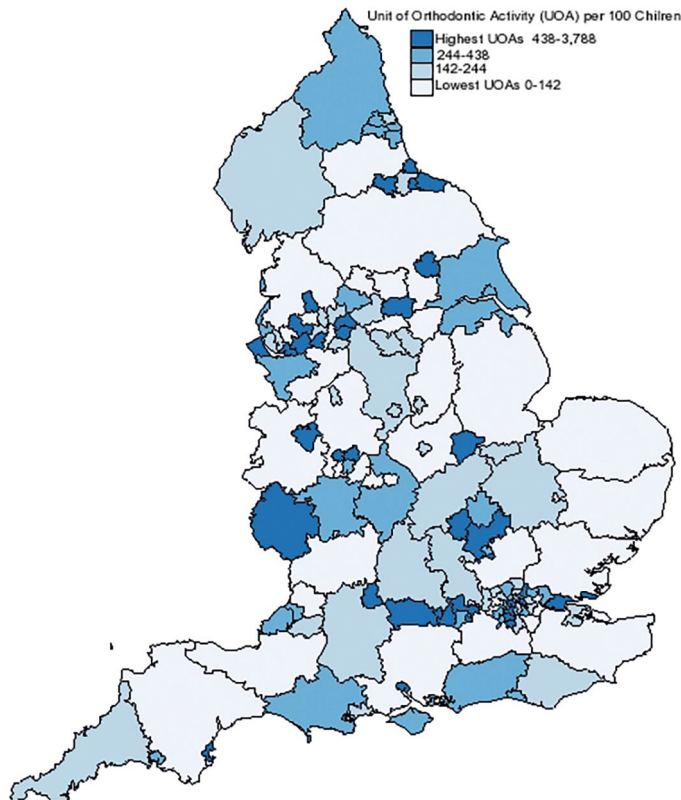 Unit of Orthodontic Activity (UOA) per 100 Chilren
Highest UOAs 438-3,788
244-438
142-244
Lowest UOAs 0-142